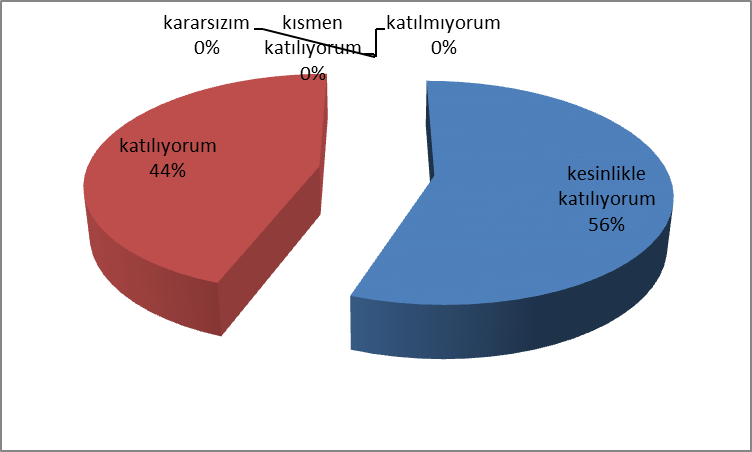 kararsızım
0%
kısmen
katılıyorum
0%
katılmıyorum
0%
katılıyorum
44%
kesinlikle
katılıyorum
56%